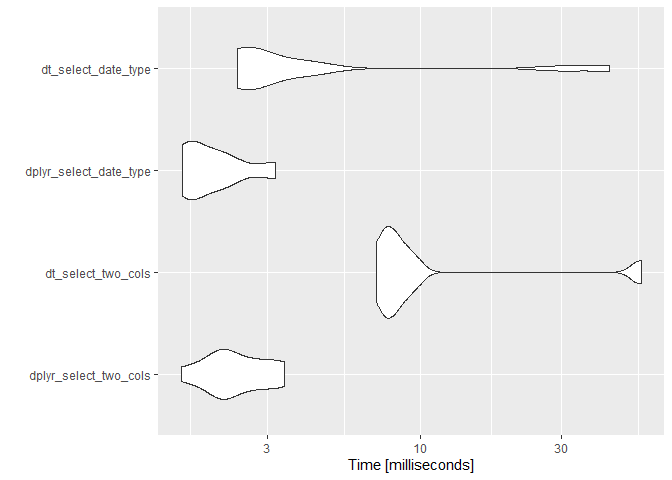 dt_select_date_type
dplyr_select_date_type
dt_select_two_cols
dplyr_select_two_cols
3 10 30
Time [milliseconds]